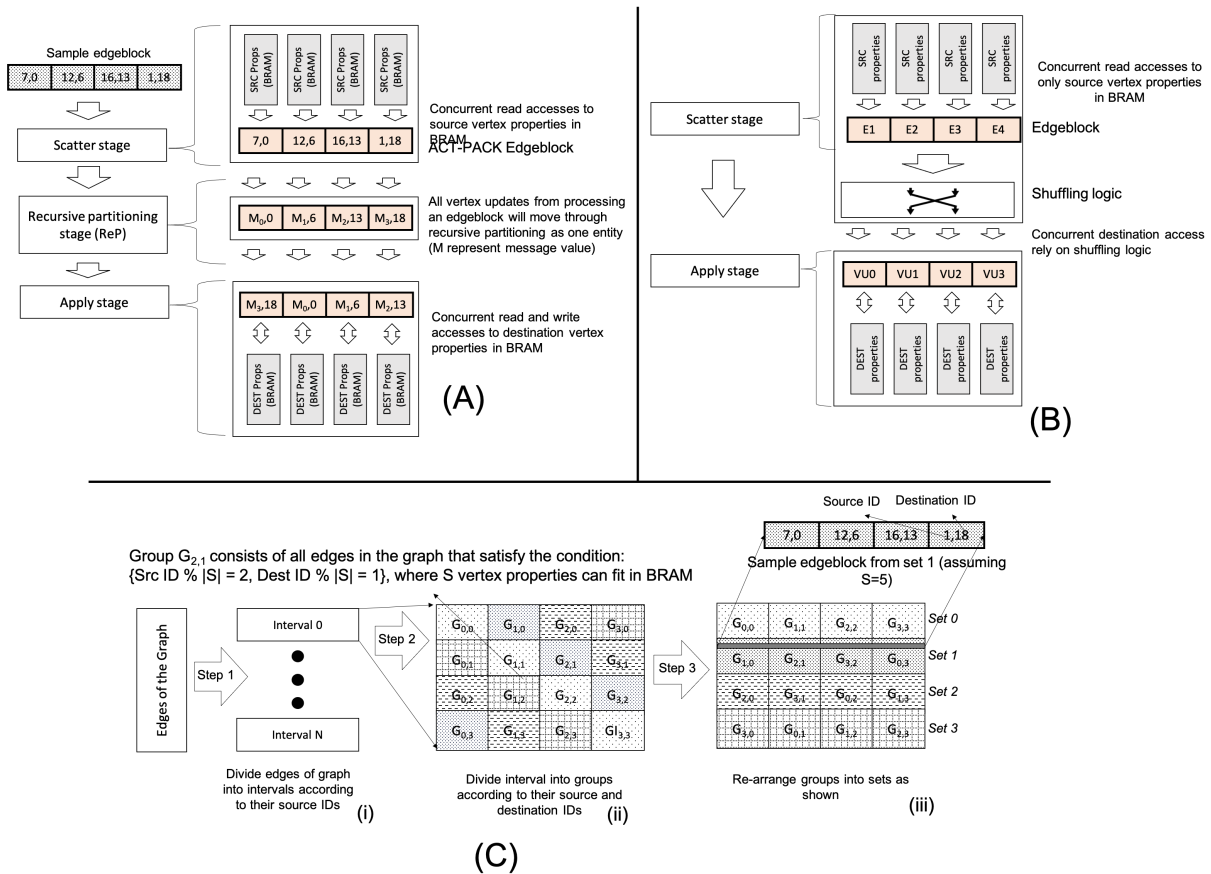 Sample edgeblock
7,0 12,6 16,13 1,18
Scatter stage
Recursive partitioning
stage (ReP)
Apply stage
SRC Props (BRAM)
SRC Props (BRAM)
SRC Props (BRAM)
SRC Props (BRAM)
7,0 12,6 16,13 1,18
Concurrent read accesses to
source vertex properties in
BRAM
ACT-PACK Edgeblock
M0,0 M1,6 M2,13 M3,18
All vertex updates from processing
an edgeblock will move through
recursive partitioning as one entity
(M represent message value)
M3,18 M0,0 M1,6 M2,13
Concurrent read and write
accesses to destination vertex
properties in BRAM
DEST Props (BRAM)
DEST Props (BRAM)
DEST Props (BRAM)
DEST Props (BRAM)
(A)
Scatter stage
Apply stage
SRC properties
SRC properties
SRC properties
SRC properties
Concurrent read accesses to
only source vertex properties
in BRAM
E1 E2 E3 E4
Edgeblock
Shuffling logic
Concurrent destination access
rely on shuffling logic
VU0 VU1 VU2 VU3
DEST properties
DEST properties
DEST properties
DEST properties
(B)
Group G2,1 consists of all edges in the graph that satisfy the condition:
{Src ID % |S| = 2, Dest ID % |S| = 1}, where S vertex properties can fit in BRAM
Edges of the Graph
Step 1
Interval 0
Interval N
Divide edges of graph
into intervals according
to their source IDs
(i)
Step 2
G0,0 G1,0 G2,0 G3,0
G0,1 G1,1 G2,1 G3,1
G0,2 G1,2 G2,2 G3,2
G0,3 G1,3 G2,3 GI3,3
Divide interval into groups
according to their source and
destination IDs
(ii)
Step 3
Source ID Destination ID
7,0 12,6 16,13 1,18
Sample edgeblock from set 1 (assuming
S=5)
G0,0 G1,1 G2,2 G3,3 Set 0
G1,0 G2,1 G3,2 G0,3 Set 1
G2,0 G3,1 G0,2 G1,3 Set 2
G3,0 G0,1 G1,2 G2,3 Set 3
Re-arrange groups into sets as
shown
(iii)
(C)